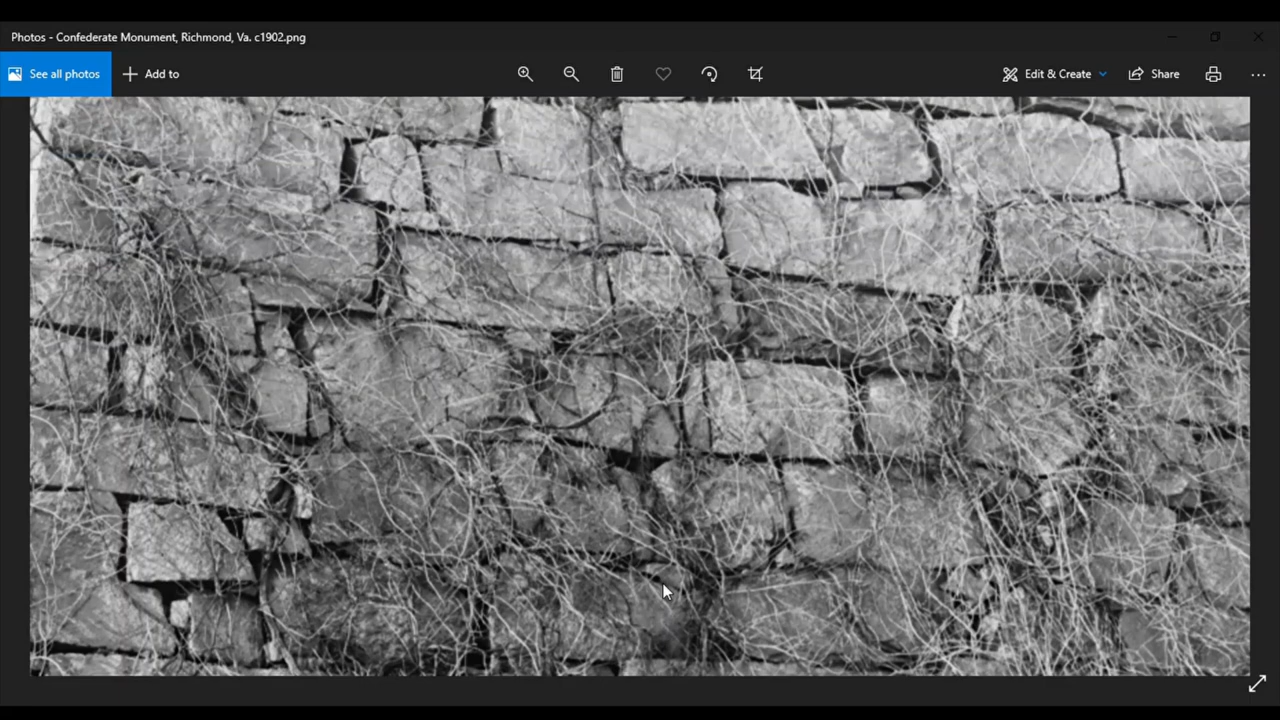 Photos - Confederate Monument, Richmond, Va. c1902.png
See all photos
Add to
Edit & Create
Share